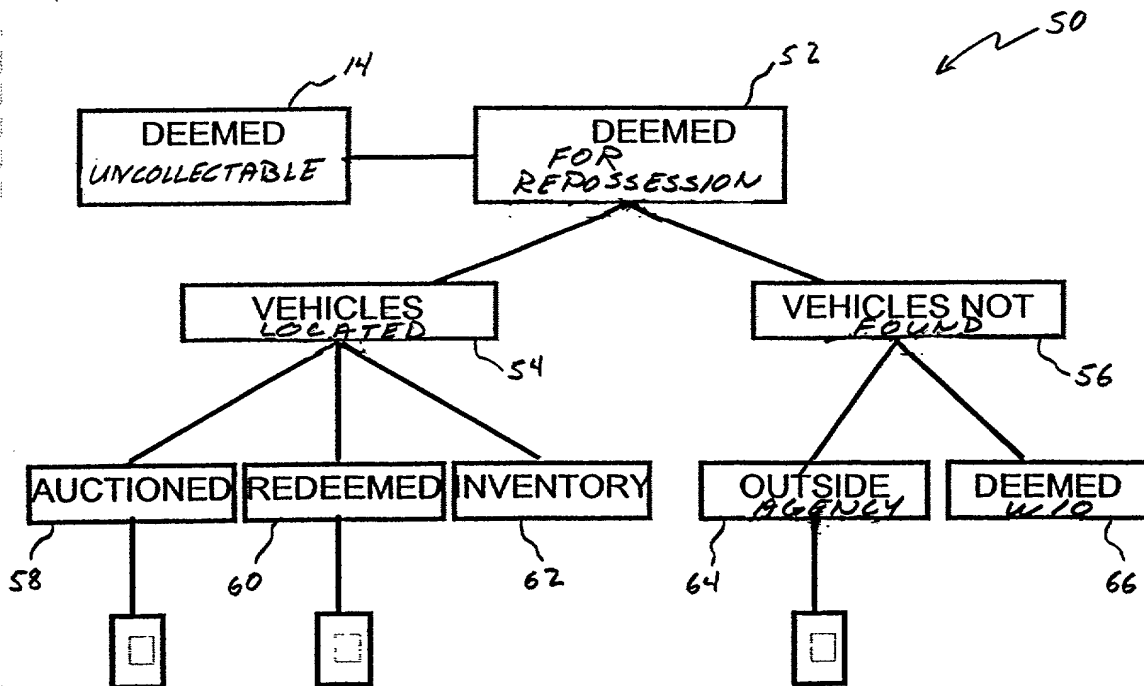 50
14
52
DEEMED
UNCOLLECTABLE
DEEMED
FOR
REPOSSESSION
VEHICLES
LOCATED
VEHICLES NOT
FOUND
54
56
AUCTIONED
REDEEMED
INVENTORY
OUTSIDE
AGENCY
DEEMED
W/O
58
60
62
64
66